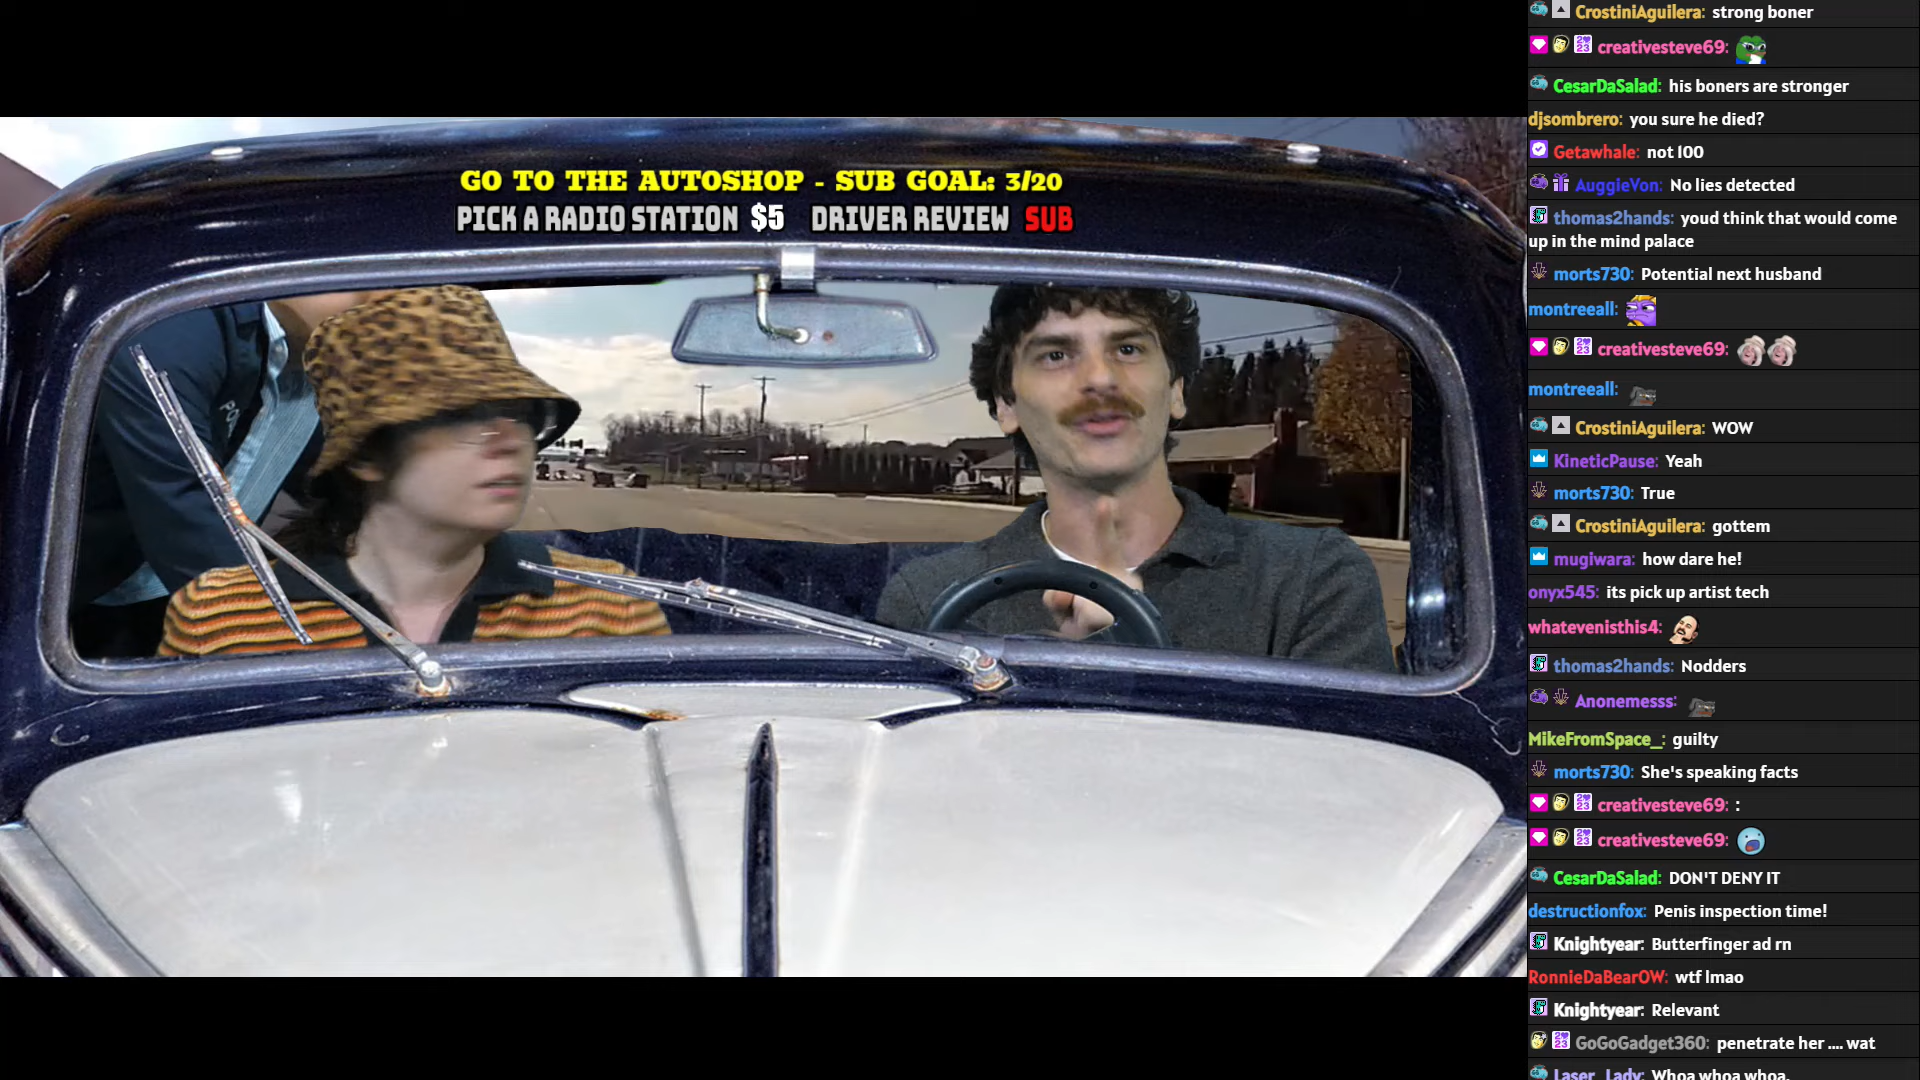 GO TO THE AUTOSHOP - SUB GOAL: 3/20
PICK A RADIO STATION $5 DRIVER REVIEW SUB
CrostiniAguilera: strong boner
creativesteve69:
CesarDaSalad: his boners are stronger
djsombrero: you sure he died?
Getawhale: not 100
AuggieVon: No lies detected
thomas2hands: youd think that would come
up in the mind palace
morts730: Potential next husband
montreeall:
creativesteve69:
montreeall:
CrostiniAguilera: WOW
KineticPause: Yeah
morts730: True
CrostiniAguilera: gottem
mugiwara: how dare he!
onyx545: its pick up artist tech
whatevenisthis4:
thomas2hands: Nodders
Anonemesss:
MikeFromSpace_: guilty
morts730: She's speaking facts
creativesteve69: :
creativesteve69:
CesarDaSalad: DON'T DENY IT
destructionfox: Penis inspection time!
Knightyear: Butterfinger ad rn
RonnieDaBearOW: wtf lmao
Knightyear: Relevant
GoGoGadget360: penetrate her .... wat
Laser_Lady: Whoa whoa whoa.